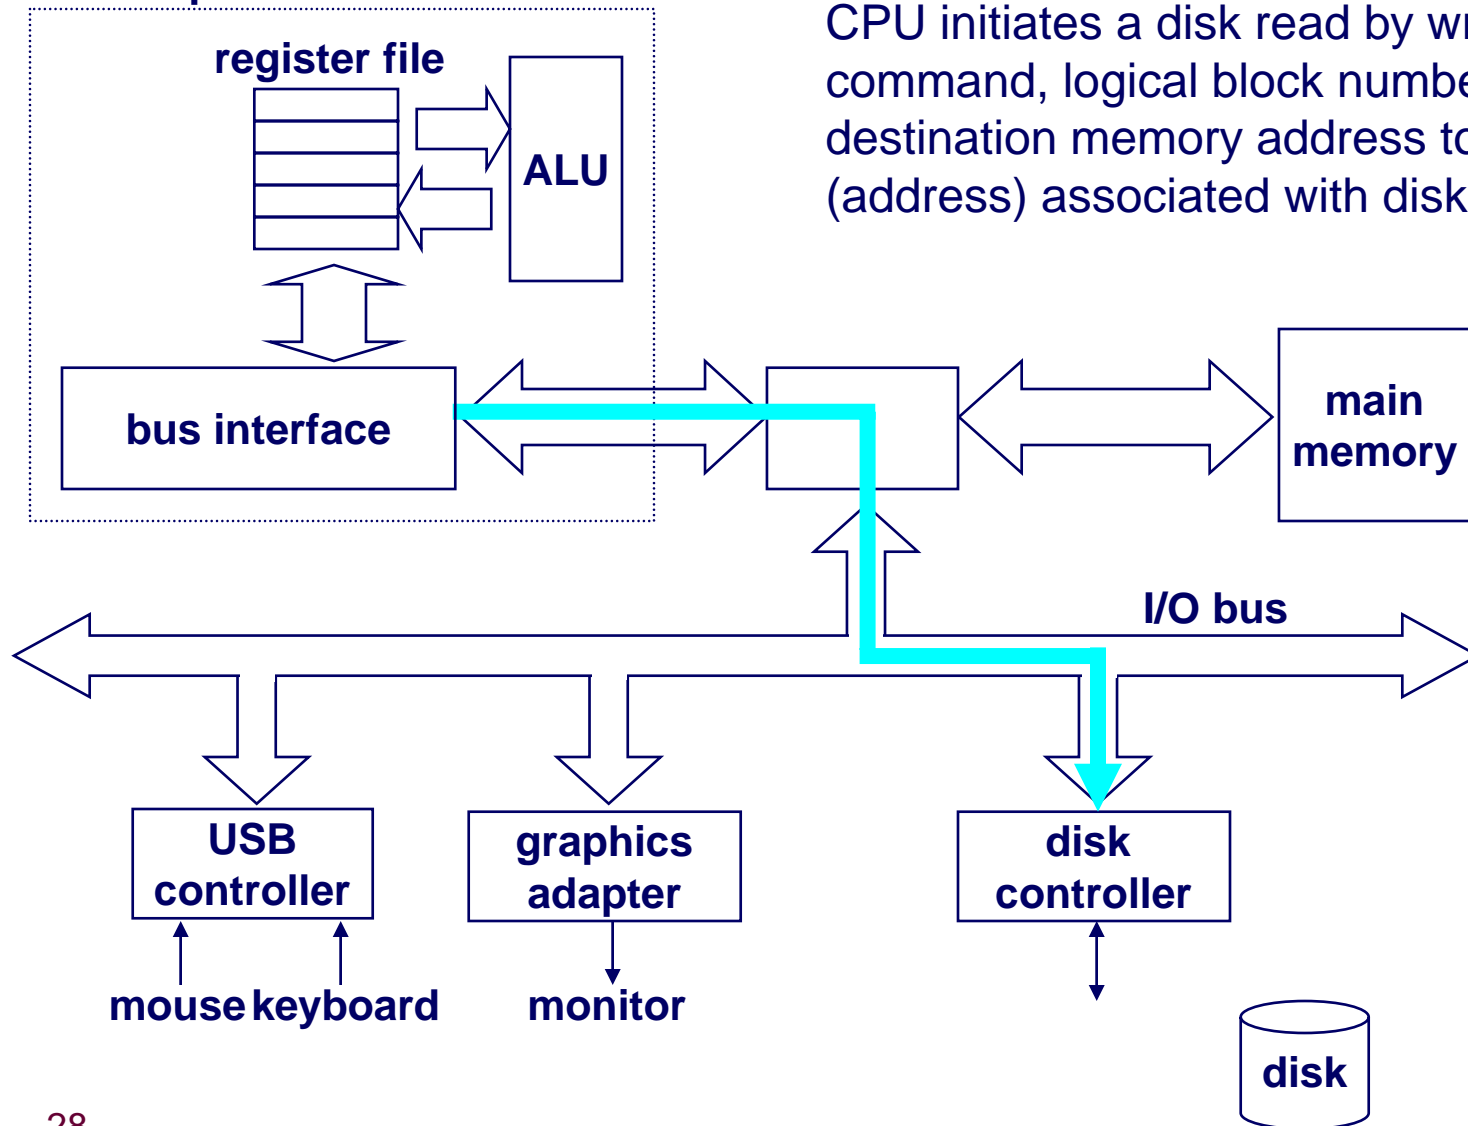 CPU initiates a disk read by
command, logical block
destination memory address
(address) associated with disk
register file
ALU
bus interface
main
memory
I/O bus
USB
controller
graphics
adapter
disk
controller
mouse keyboard
monitor
disk
28